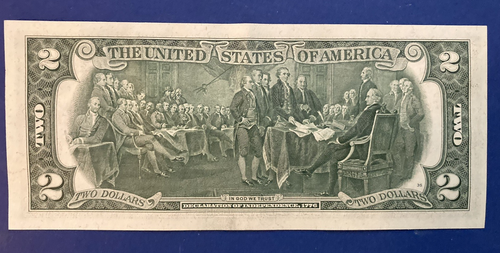 2 THE UNITED STATES OF AMERICA 2
TWO TWO
2 2
TWO DOLLARS IN GOD WE TRUST TWO DOLLARS
DECLARATION OF INDEPENDENCE, 1776